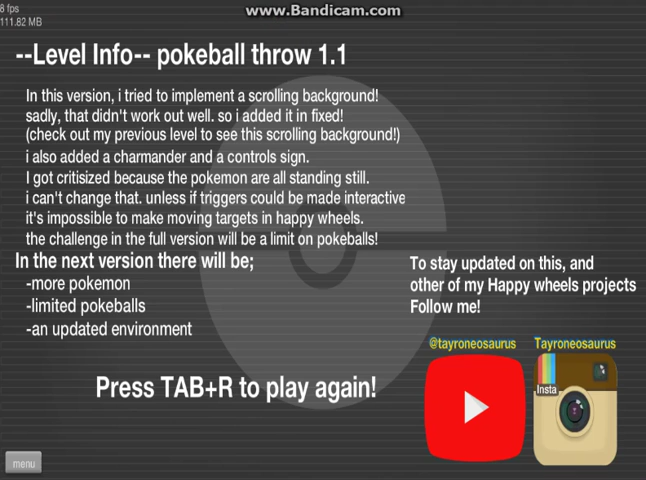 8 fps
www.Bandicam.com
111.82 MB
--Level Info-- pokeball throw 1.1
In this version, i tried to implement a scrolling background!
sadly, that didn't work out well. so i added it in fixed!
(check out my previous level to see this scrolling background!)
i also added a charmander and a controls sign.
I got critisized because the pokemon are all standing still.
i can't change that. unless if triggers could be made interactive
it's impossible to make moving targets in happy wheels.
the challenge in the full version will be a limit on pokeballs!
In the next version there will be;
-more pokemon
-limited pokeballs
-an updated environment
To stay updated on this, and
other of my Happy wheels projects
Follow me!
@tayroneosaurus
Tayroneosaurus
Insta
Press TAB+R to play again!
menu